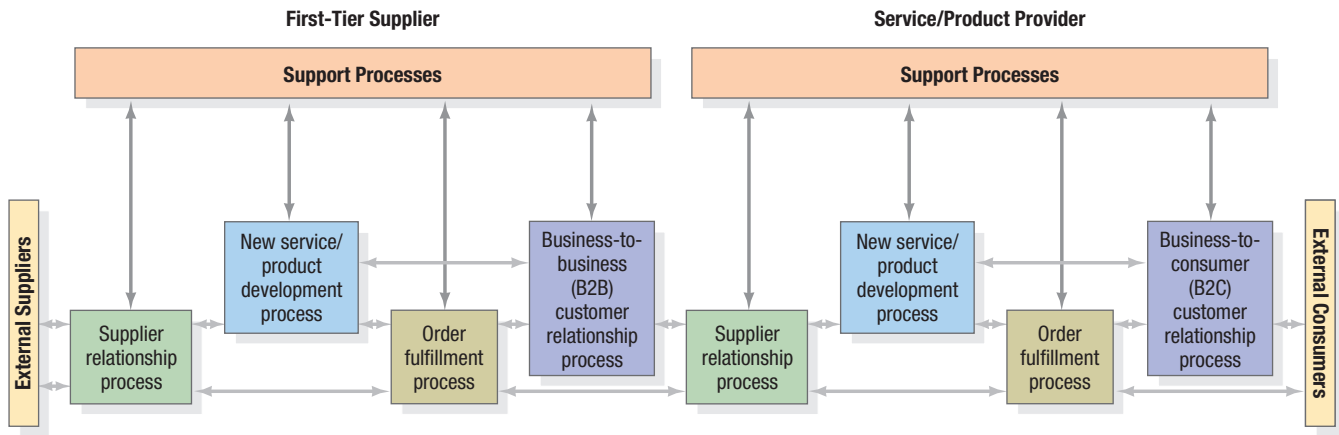 First-Tier Supplier
Service/Product Provider
Support Processes
Support Processes
External Suppliers
Supplier
relationship
process
New service/
product
development
process
Order
fulfillment
process
Business-to-
business
(B2B)
customer
relationship
process
Supplier
relationship
process
New service/
product
development
process
Order
fulfillment
process
Business-to-
consumer
(B2C)
customer
relationship
process
External Consumers